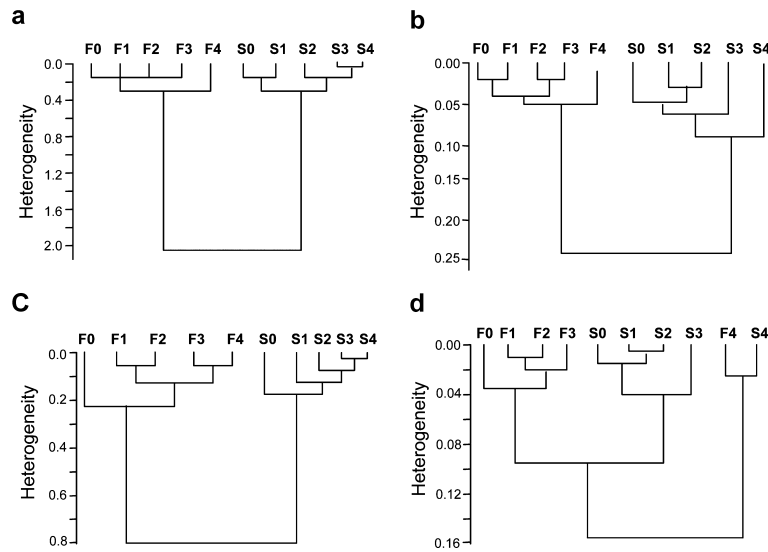 a
F0 F1 F2 F3 F4 S0 S1 S2 S3 S4
0.0
0.4
0.8
1.2
1.6
2.0
Heterogeneity
b
F0 F1 F2 F3 F4 S0 S1 S2 S3 S4
0.00
0.05
0.10
0.15
0.20
0.25
Heterogeneity
C
F0 F1 F2 F3 F4 S0 S1 S2 S3 S4
0.0
0.2
0.4
0.6
0.8
Heterogeneity
d
F0 F1 F2 F3 S0 S1 S2 S3 F4 S4
0.00
0.04
0.08
0.12
0.16
Heterogeneity